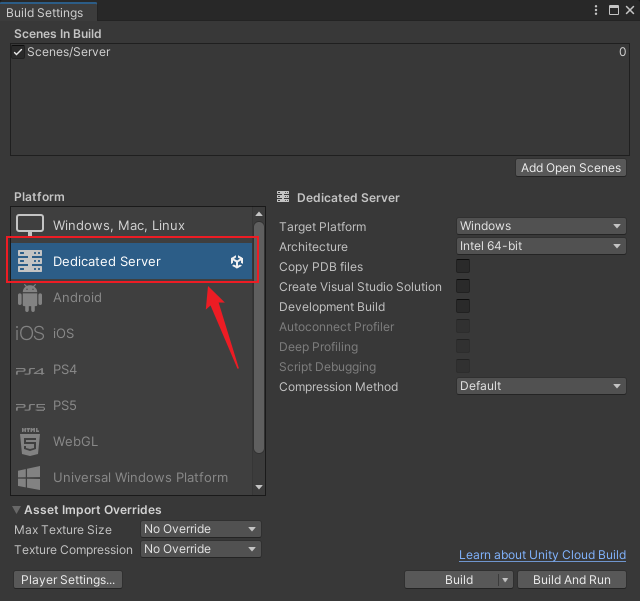 Build Settings
Scenes In Build
Scenes/Server 0
Add Open Scenes
Platform
Windows, Mac, Linux
Dedicated Server
Android
iOS iOS
PS4 PS4
PS5 PS5
HTML 5 WebGL
Universal Windows Platform
Dedicated Server
Target Platform Windows
Architecture Intel 64-bit
Copy PDB files
Create Visual Studio Solution
Development Build
Autoconnect Profiler
Deep Profiling
Script Debugging
Compression Method Default
Asset Import Overrides
Max Texture Size No Override
Texture Compression No Override
Learn about Unity Cloud Build
Player Settings... Build Build And Run